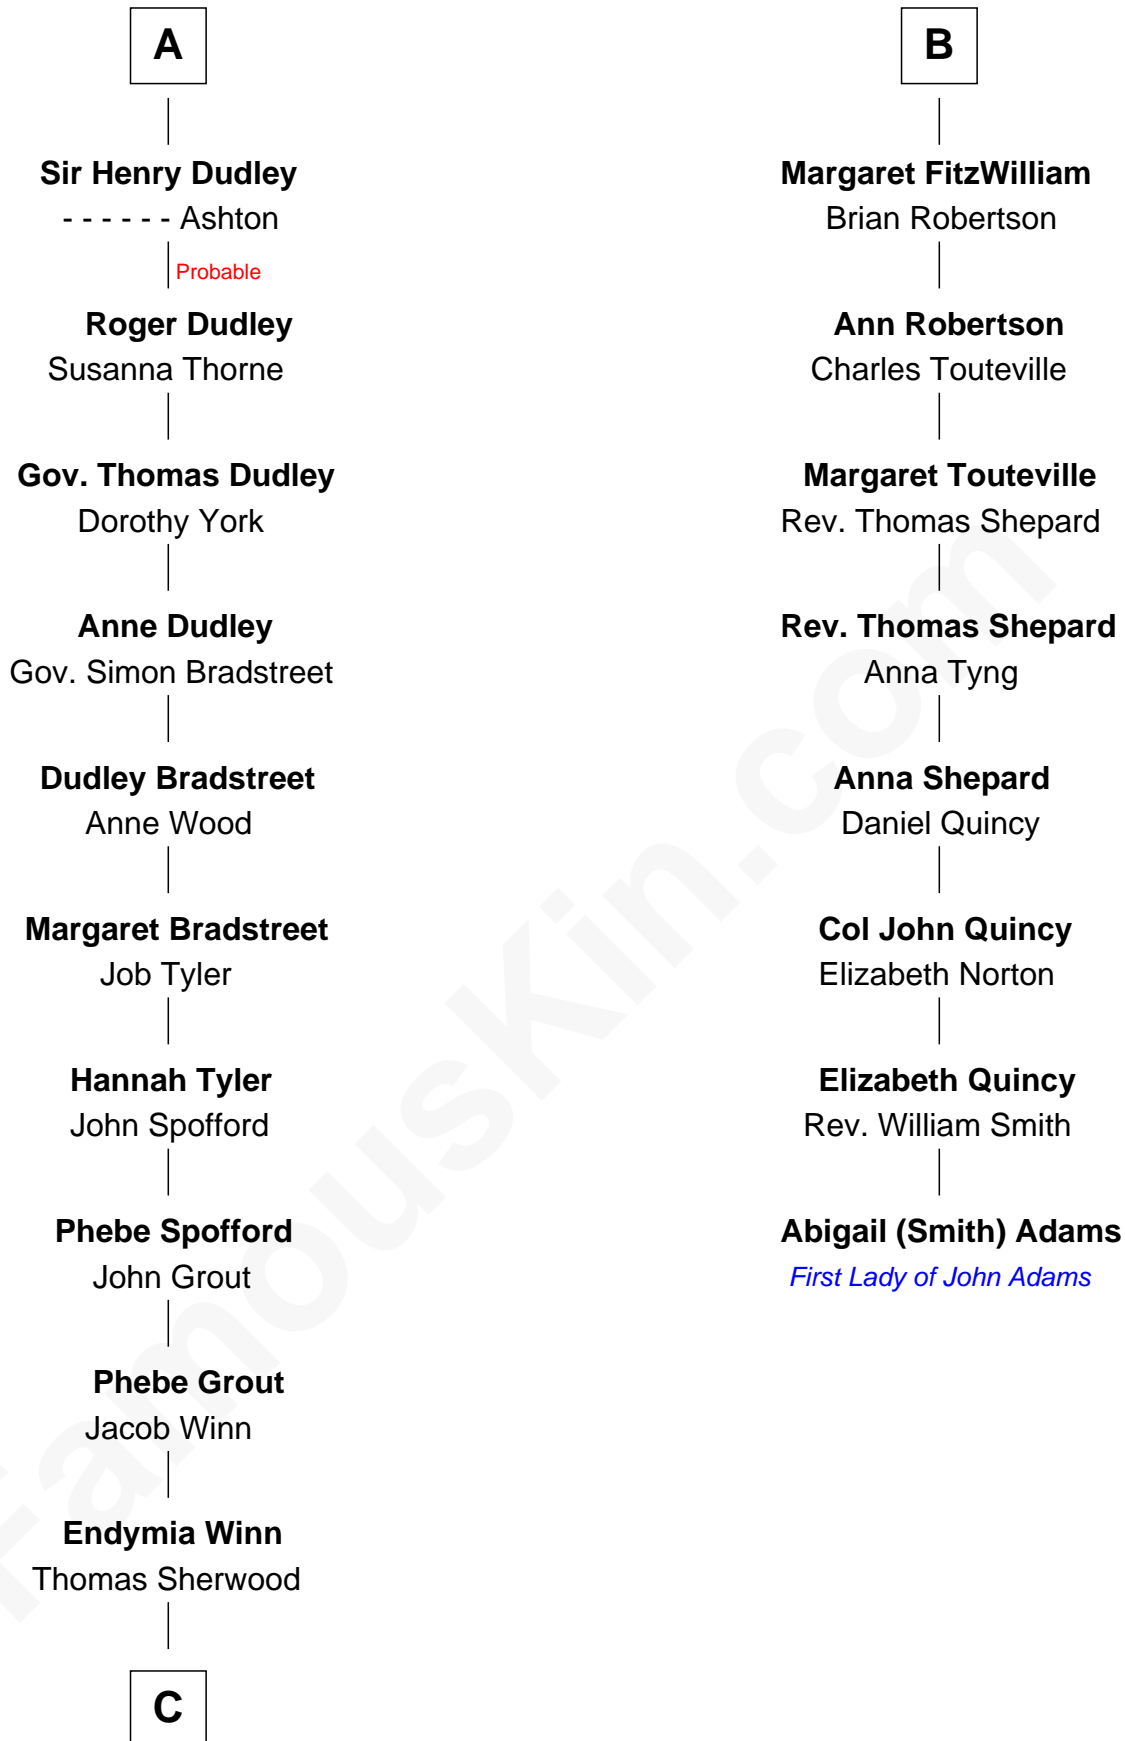 A
Sir Henry Dudley
- - - - - - Ashton
Probable
Roger Dudley
Susanna Thorne
Gov. Thomas Dudley
Dorothy York
Anne Dudley
Gov. Simon Bradstreet
Dudley Bradstreet
Anne Wood
Margaret Bradstreet
Job Tyler
Hannah Tyler
John Spofford
Phebe Spofford
John Grout
Phebe Grout
Jacob Winn
Endymia Winn
Thomas Sherwood
C
B
Margaret FitzWilliam
Brian Robertson
Ann Robertson
Charles Touteville
Margaret Touteville
Rev. Thomas Shepard
Rev. Thomas Shepard
Anna Tyng
Anna Shepard
Daniel Quincy
Col John Quincy
Elizabeth Norton
Elizabeth Quincy
Rev. William Smith
Abigail (Smith) Adams
First Lady of John Adams
FamousKin.com